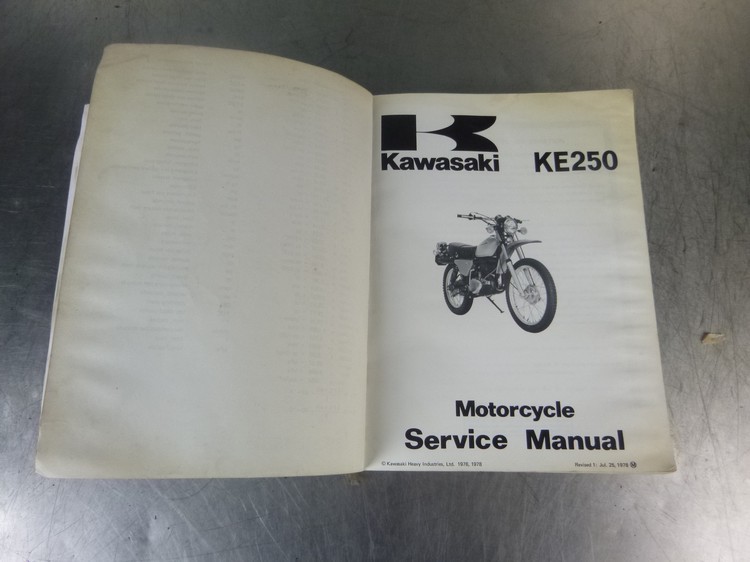 Kawasaki KE250
Motorcycle
Service Manual
© Kawasaki Heavy Industries, Ltd. 1976, 1978 Revised 1: Jul. 25, 1978 M